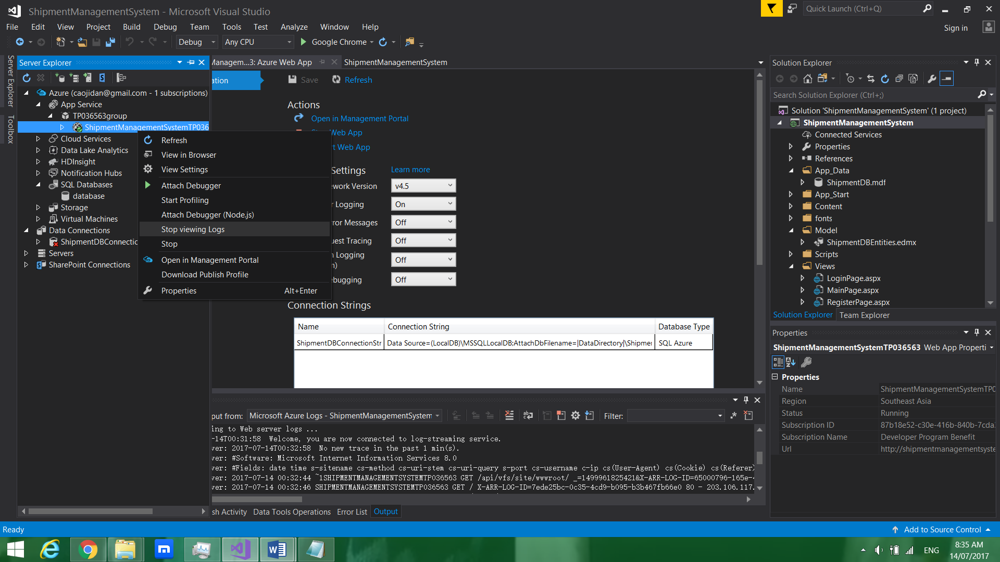 ShipmentManagementSystem - Microsoft Visual Studio
Quick Launch (Ctrl+Q)
File Edit View Project Build Debug Team Tools Test Analyze Window Help
Sign in
Debug Any CPU Google Chrome
Server Explorer
Toolbox
Server Explorer
Azure (caojidan@gmail.com - 1 subscriptions)
App Service
TP036563group
ShipmentManagementSystemTP036
Cloud Services
Data Lake Analytics
HDInsight
Notification Hubs
SQL Databases
database
Storage
Virtual Machines
Data Connections
ShipmentDBConnectic
Servers
SharePoint Connections
Refresh
View in Browser
View Settings
Attach Debugger
Start Profiling
Attach Debugger (Node.js)
Stop viewing Logs
Stop
Open in Management Portal
Download Publish Profile
Properties Alt+Enter
Managem...3: Azure Web App ShipmentManagementSystem
ation
Save Refresh
Actions
Open in Management Portal
Web App
t Web App
Settings Learn more
ework Version v4.5
r Logging On
ror Messages Off
uest Tracing Off
n Logging
n) Off
ebugging Off
Connection Strings
Name Connection String Database Type
ShipmentDBConnectionStr Data Source=(LocalDB)\MSSQLLocalDB;AttachDbFilename=|DataDirectory|\Shipmer SQL Azure
put from: Microsoft Azure Logs - ShipmentManagementSystem Filter:
ing to Web server logs ...
-14T00:31:58 Welcome, you are now connected to log-streaming service.
ver: 2017-07-14T00:32:58 No new trace in the past 1 min(s).
ver: #Software: Microsoft Internet Information Services 8.0
ver: #Fields: date time s-sitename cs-method cs-uri-stem cs-uri-query s-port cs-username c-ip cs(User-Agent) cs(Cookie) cs(Referer)
ver: 2017-07-14 00:32:44 ~1SHIPMENTMANAGEMENTSYSTEMTP036563 GET /api/vfs/site/wwwroot/ _=1499961825421&X-ARR-LOG-ID=65000796-165e-4
ver: 2017-07-14 00:32:46 SHIPMENTMANAGEMENTSYSTEMTP036563 GET / X-ARR-LOG-ID=7ede25bc-0c35-4cd9-b095-b3b467fb66e0 80 - 203.106.117.
sh Activity Data Tools Operations Error List Output
Solution Explorer
Search Solution Explorer (Ctrl+;)
Solution 'ShipmentManagementSystem' (1 project)
ShipmentManagementSystem
Connected Services
Properties
References
App_Data
ShipmentDB.mdf
App_Start
Content
fonts
Model
ShipmentDBEntities.edmx
Scripts
Views
LoginPage.aspx
MainPage.aspx
RegisterPage.aspx
Solution Explorer Team Explorer
Properties
ShipmentManagementSystemTP036563 Web App Properti
Properties
Name ShipmentManagementSystemTP0
Region Southeast Asia
Status Running
Subscription ID 87b18e52-c30e-416b-840b-7cda
Subscription Name Developer Program Benefit
Url http://shipmentmanagementsyste
Ready
Add to Source Control
ENG
8:35 AM
14/07/2017